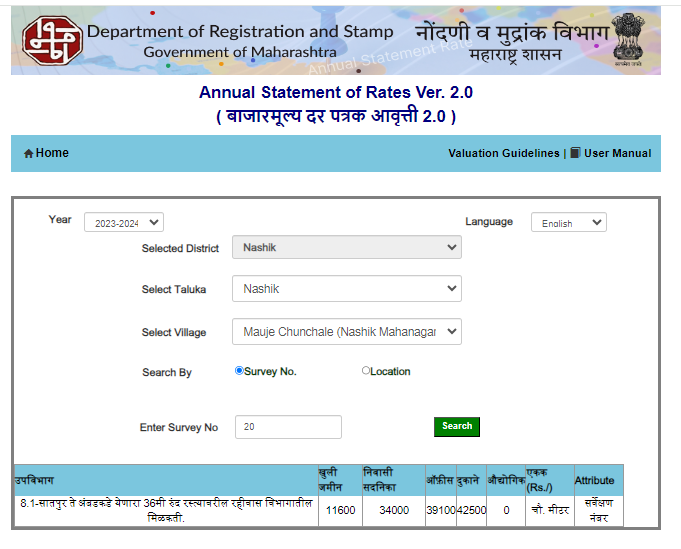 Department of Registration and Stamp
Government of Maharashtra
नोंदणी व मुद्रांक विभाग
महाराष्ट्र शासन
Annual Statement Rate
Annual Statement of Rates Ver. 2.0
( बाजारमूल्य दर पत्रक आवृत्ती 2.0 )
Home
Valuation Guidelines | User Manual
Year 2023-2024 Language English
Selected District Nashik
Select Taluka Nashik
Select Village Mauje Chunchale (Nashik Mahanagar
Search By Survey No. Location
Enter Survey No 20 Search
उपविभाग खुली जमीन निवासी सदनिका ऑफ़ीस दुकाने औद्योगिक एकक (Rs./) Attribute
8.1-सातपुर ते अंबडकडे येणारा 36मी रुंद रस्त्यावरील रहीवास विभागातील
मिळकती. 11600 34000 39100 42500 0 चौ. मीटर सर्वेक्षण नंबर